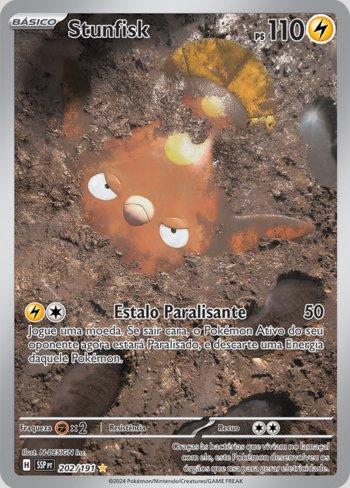 BÁSICO
Stunfisk
PS 110
Estalo Paralisante 50
Jogue uma moeda. Se sair cara, o Pokémon Ativo do seu
oponente agora estará Paralisado, e descarte uma Energia
daquele Pokémon.
Fraqueza ×2 Resistência Recuo
Illust. N-DESIGN Inc.
H SSP PT 202/191
Graças às bactérias que viviam no lamaçal
com ele, este Pokémon desenvolveu os
órgãos que usa para gerar eletricidade.
©2024 Pokémon/Nintendo/Creatures/GAME FREAK